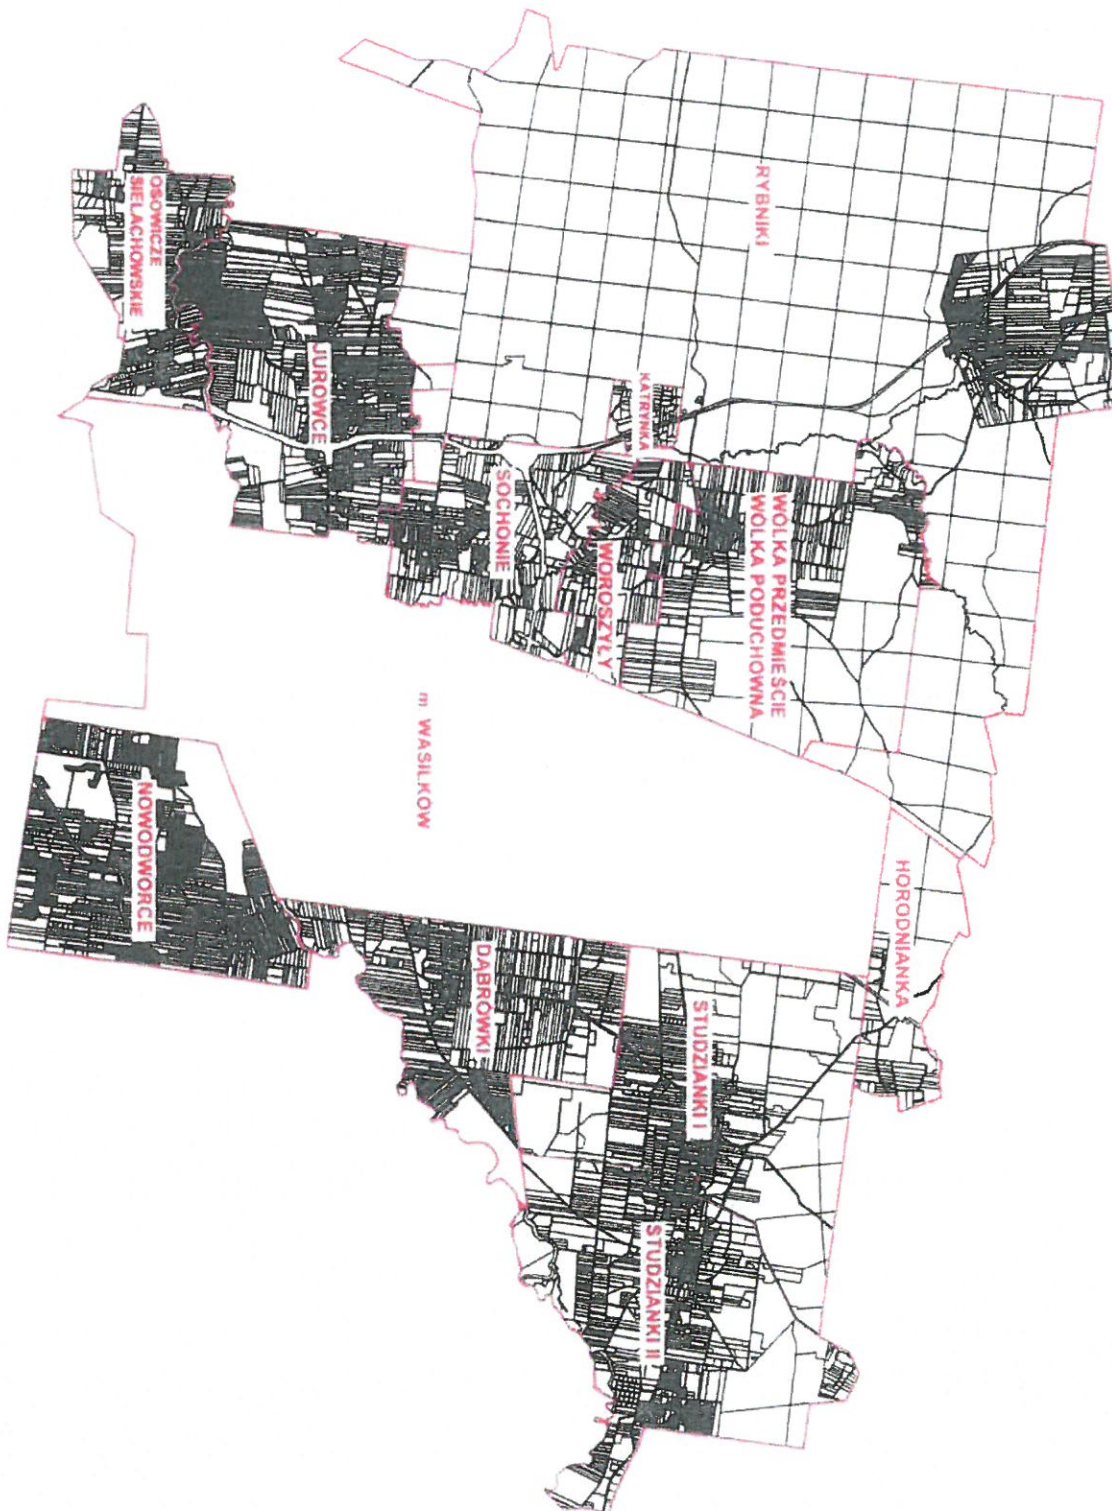 RYBNIKI
OSOWICZE
SIELACHOWSKIE
JUROWCE
KATRYNKA
SOCHONIE
WOROSZYŁY
WÓLKA PRZEDMIEŚCIE
WÓLKA PODUCHOWNA
m. WASILKÓW
NOWODWORCE
HORODNIANKA
DĄBRÓWKI
STUDZIANKI I
STUDZIANKI II